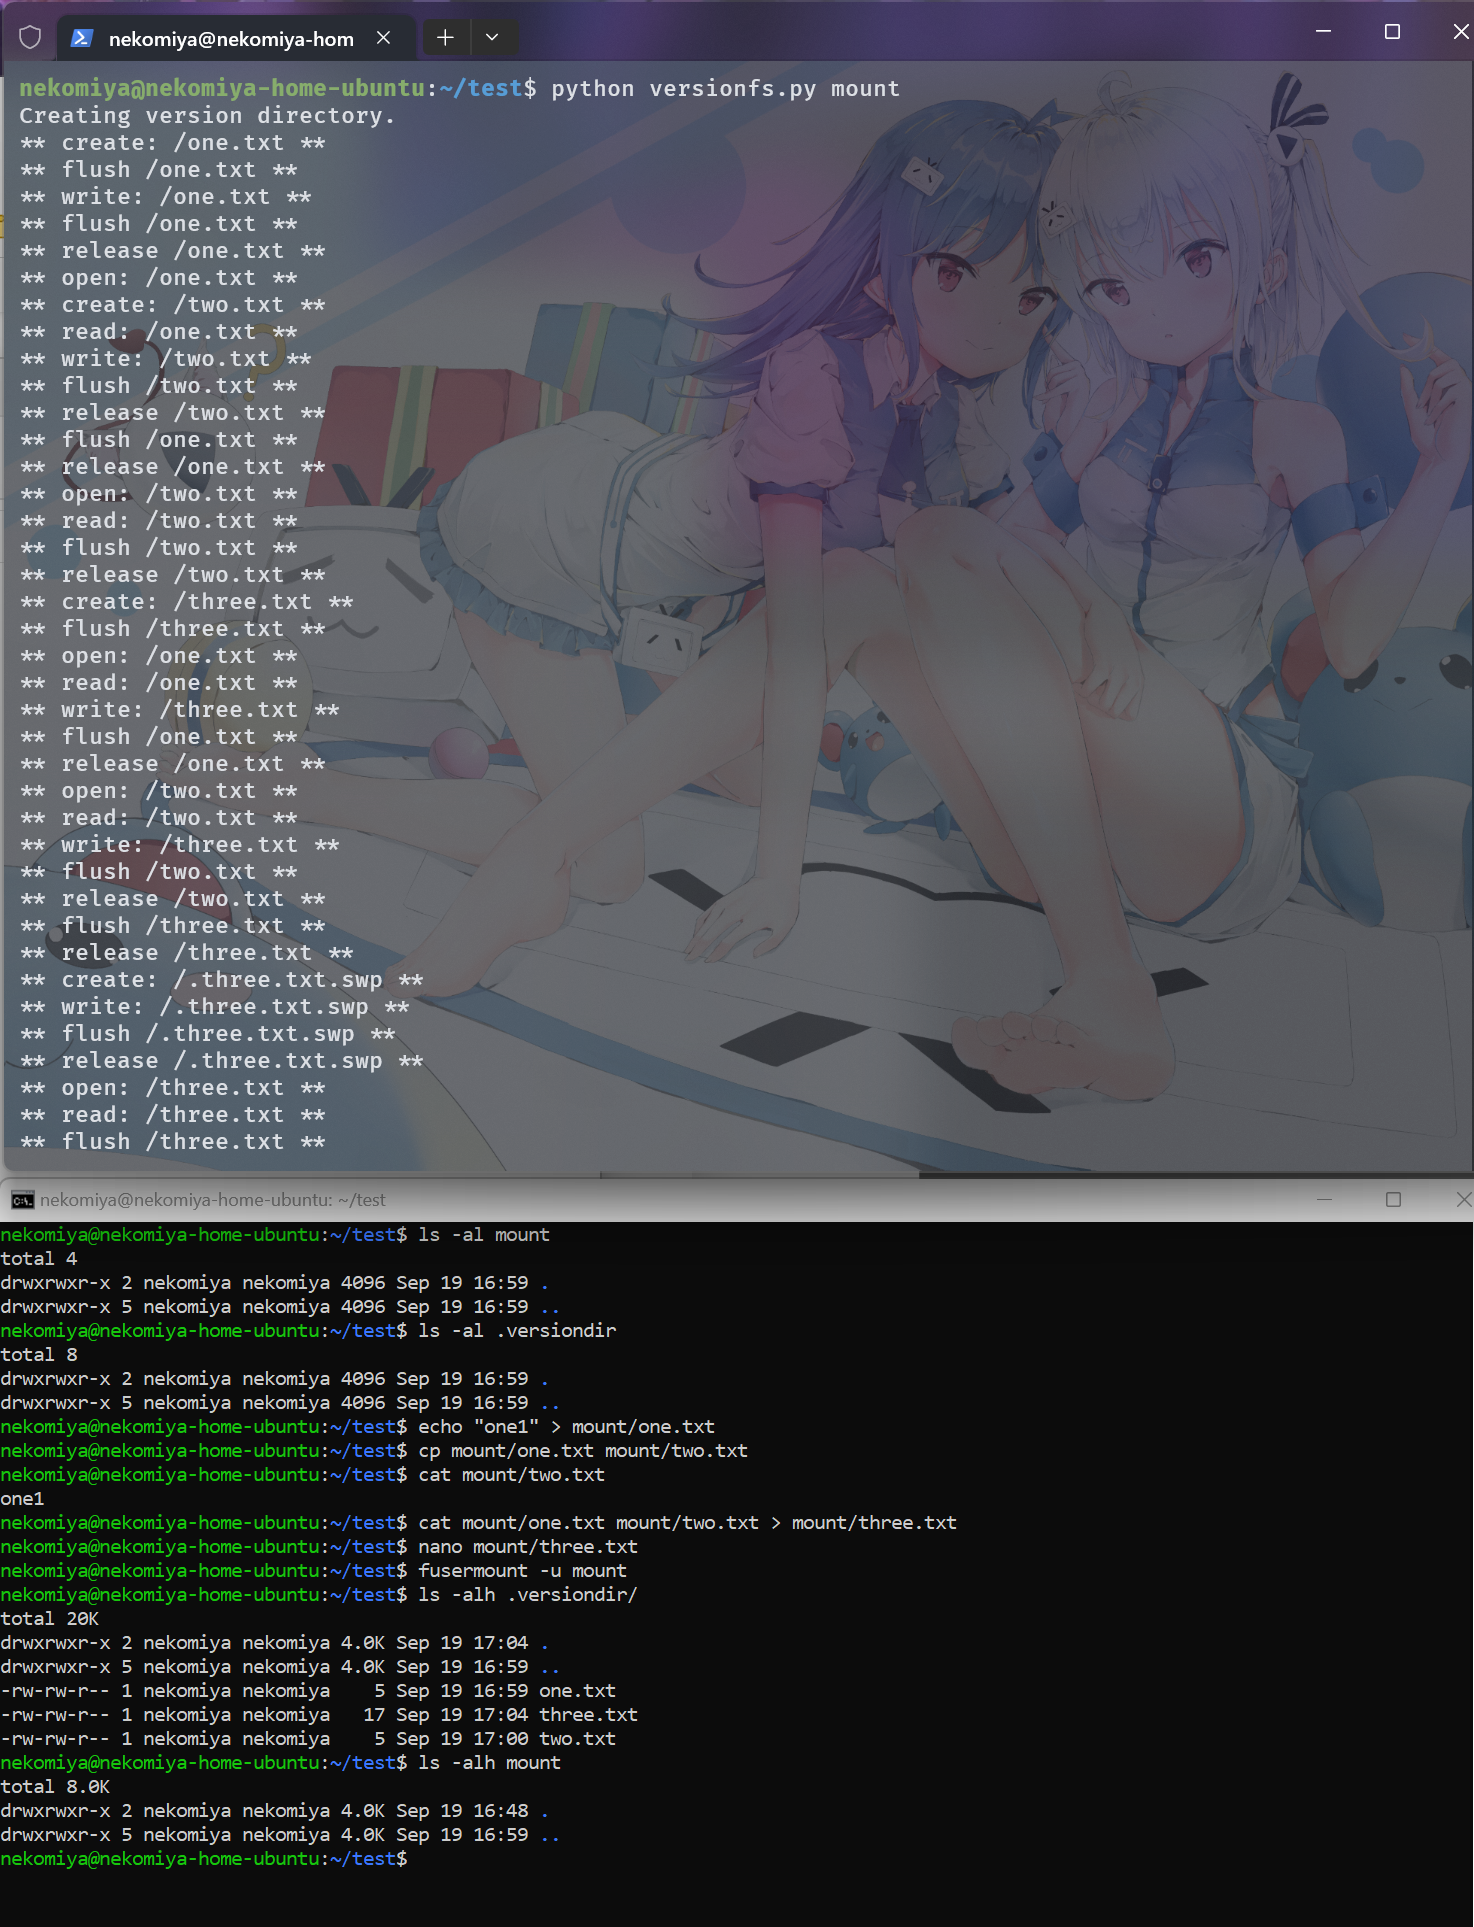 nekomiya@nekomiya-hom
nekomiya@nekomiya-home-ubuntu:~/test$ python versionfs.py mount
Creating version directory.
** create: /one.txt **
** flush /one.txt **
** write: /one.txt **
** flush /one.txt **
** release /one.txt **
** open: /one.txt **
** create: /two.txt **
** read: /one.txt **
** write: /two.txt **
** flush /two.txt **
** release /two.txt **
** flush /one.txt **
** release /one.txt **
** open: /two.txt **
** read: /two.txt **
** flush /two.txt **
** release /two.txt **
** create: /three.txt **
** flush /three.txt **
** open: /one.txt **
** read: /one.txt **
** write: /three.txt **
** flush /one.txt **
** release /one.txt **
** open: /two.txt **
** read: /two.txt **
** write: /three.txt **
** flush /two.txt **
** release /two.txt **
** flush /three.txt **
** release /three.txt **
** create: /.three.txt.swp **
** write: /.three.txt.swp **
** flush /.three.txt.swp **
** release /.three.txt.swp **
** open: /three.txt **
** read: /three.txt **
** flush /three.txt **
nekomiya@nekomiya-home-ubuntu: ~/test
nekomiya@nekomiya-home-ubuntu:~/test$ ls -al mount
total 4
drwxrwxr-x 2 nekomiya nekomiya 4096 Sep 19 16:59 .
drwxrwxr-x 5 nekomiya nekomiya 4096 Sep 19 16:59 ..
nekomiya@nekomiya-home-ubuntu:~/test$ ls -al .versiondir
total 8
drwxrwxr-x 2 nekomiya nekomiya 4096 Sep 19 16:59 .
drwxrwxr-x 5 nekomiya nekomiya 4096 Sep 19 16:59 ..
nekomiya@nekomiya-home-ubuntu:~/test$ echo "one1" > mount/one.txt
nekomiya@nekomiya-home-ubuntu:~/test$ cp mount/one.txt mount/two.txt
nekomiya@nekomiya-home-ubuntu:~/test$ cat mount/two.txt
one1
nekomiya@nekomiya-home-ubuntu:~/test$ cat mount/one.txt mount/two.txt > mount/three.txt
nekomiya@nekomiya-home-ubuntu:~/test$ nano mount/three.txt
nekomiya@nekomiya-home-ubuntu:~/test$ fusermount -u mount
nekomiya@nekomiya-home-ubuntu:~/test$ ls -alh .versiondir/
total 20K
drwxrwxr-x 2 nekomiya nekomiya 4.0K Sep 19 17:04 .
drwxrwxr-x 5 nekomiya nekomiya 4.0K Sep 19 16:59 ..
-rw-rw-r-- 1 nekomiya nekomiya    5 Sep 19 16:59 one.txt
-rw-rw-r-- 1 nekomiya nekomiya   17 Sep 19 17:04 three.txt
-rw-rw-r-- 1 nekomiya nekomiya    5 Sep 19 17:00 two.txt
nekomiya@nekomiya-home-ubuntu:~/test$ ls -alh mount
total 8.0K
drwxrwxr-x 2 nekomiya nekomiya 4.0K Sep 19 16:48 .
drwxrwxr-x 5 nekomiya nekomiya 4.0K Sep 19 16:59 ..
nekomiya@nekomiya-home-ubuntu:~/test$